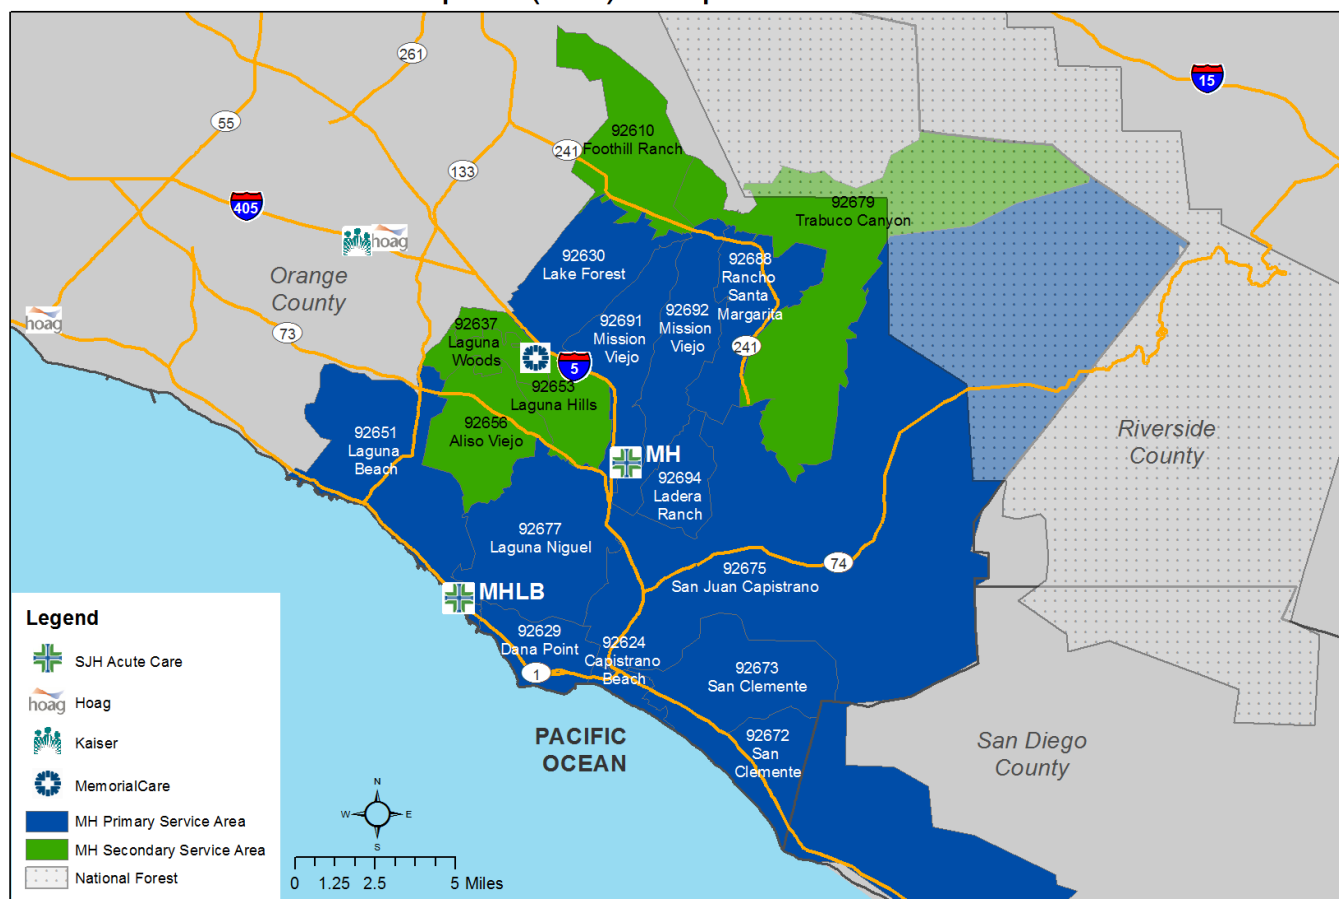 261
55
133
241
405
15
92610
Foothill Ranch
92679
Trabuco Canyon
hoag
Orange
County
92630
Lake Forest
92688
Rancho
Santa
Margarita
hoag
73
92637
Laguna
Woods
92691
Mission
Viejo
92692
Mission
Viejo
241
5
92653
Laguna Hills
92656
Aliso Viejo
92651
Laguna
Beach
MH
92694
Ladera
Ranch
Riverside
County
92677
Laguna Niguel
74
92675
San Juan Capistrano
MHLB
92629
Dana Point
92624
Capistrano
Beach
1
92673
San Clemente
92672
San
Clemente
San Diego
County
PACIFIC
OCEAN
Legend
SJH Acute Care
hoag
Hoag
Kaiser
MemorialCare
MH Primary Service Area
MH Secondary Service Area
National Forest
N
W
E
S
0 1.25 2.5 5 Miles